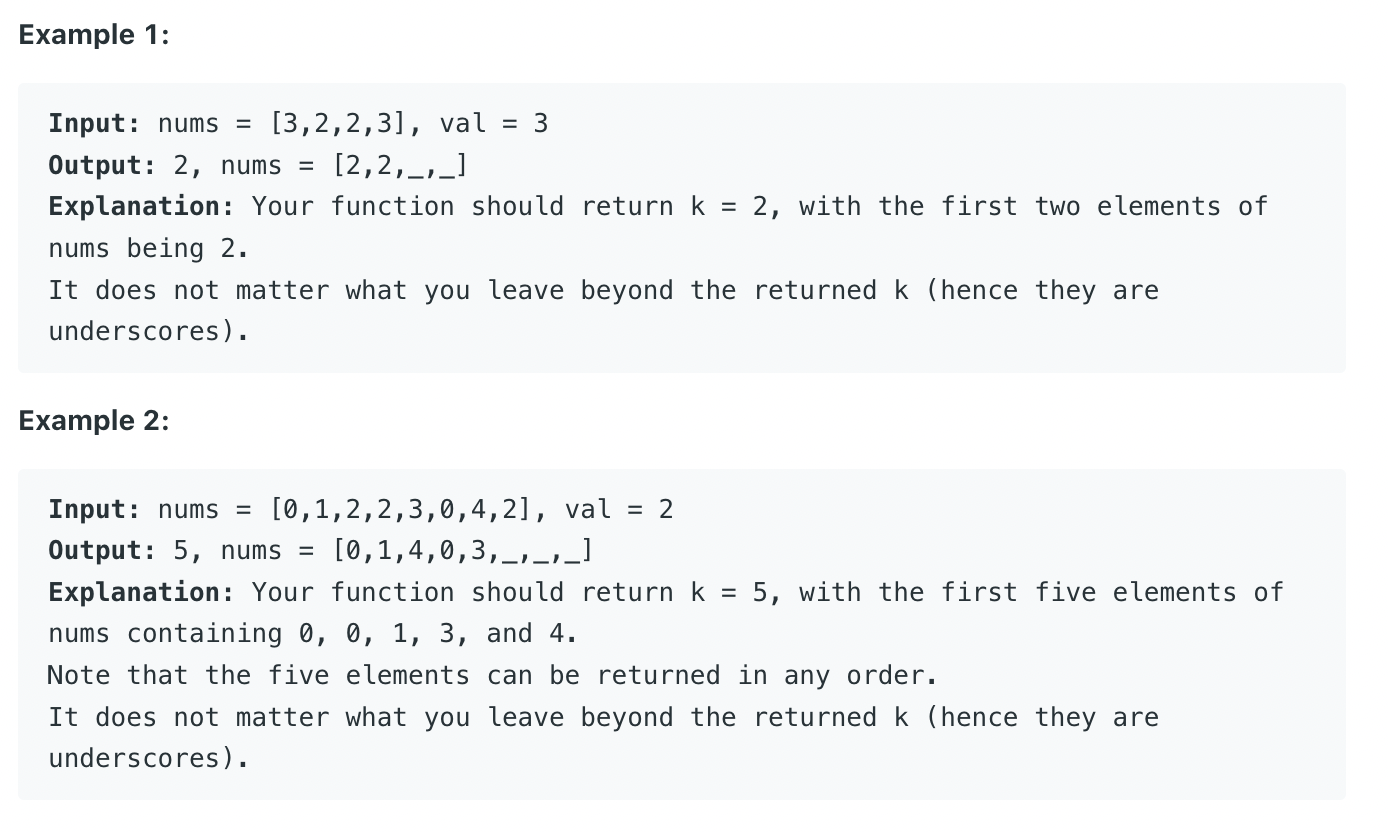 Example 1:
Input: nums = [3,2,2,3], val = 3
Output: 2, nums = [2,2,_,_]
Explanation: Your function should return k = 2, with the first two elements of
nums being 2.
It does not matter what you leave beyond the returned k (hence they are
underscores).
Example 2:
Input: nums = [0,1,2,2,3,0,4,2], val = 2
Output: 5, nums = [0,1,4,0,3,_,_,_]
Explanation: Your function should return k = 5, with the first five elements of
nums containing 0, 0, 1, 3, and 4.
Note that the five elements can be returned in any order.
It does not matter what you leave beyond the returned k (hence they are
underscores).